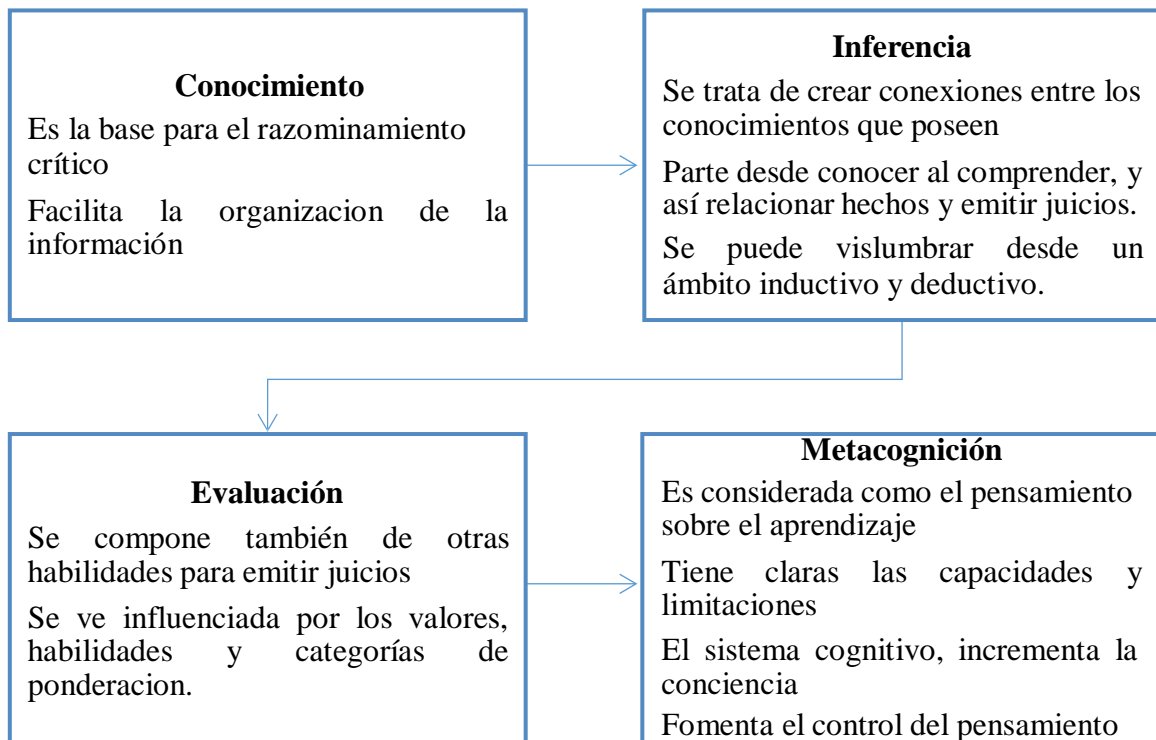 Conocimiento
Es la base para el razominamiento
crítico
Facilita la organizacion de la
información
Inferencia
Se trata de crear conexiones entre los
conocimientos que poseen
Parte desde conocer al comprender, y
así relacionar hechos y emitir juicios.
Se puede vislumbrar desde un
ámbito inductivo y deductivo.
Evaluación
Se compone también de otras
habilidades para emitir juicios
Se ve influenciada por los valores,
habilidades y categorías de
ponderacion.
Metacognición
Es considerada como el pensamiento
sobre el aprendizaje
Tiene claras las capacidades y
limitaciones
El sistema cognitivo, incrementa la
conciencia
Fomenta el control del pensamiento